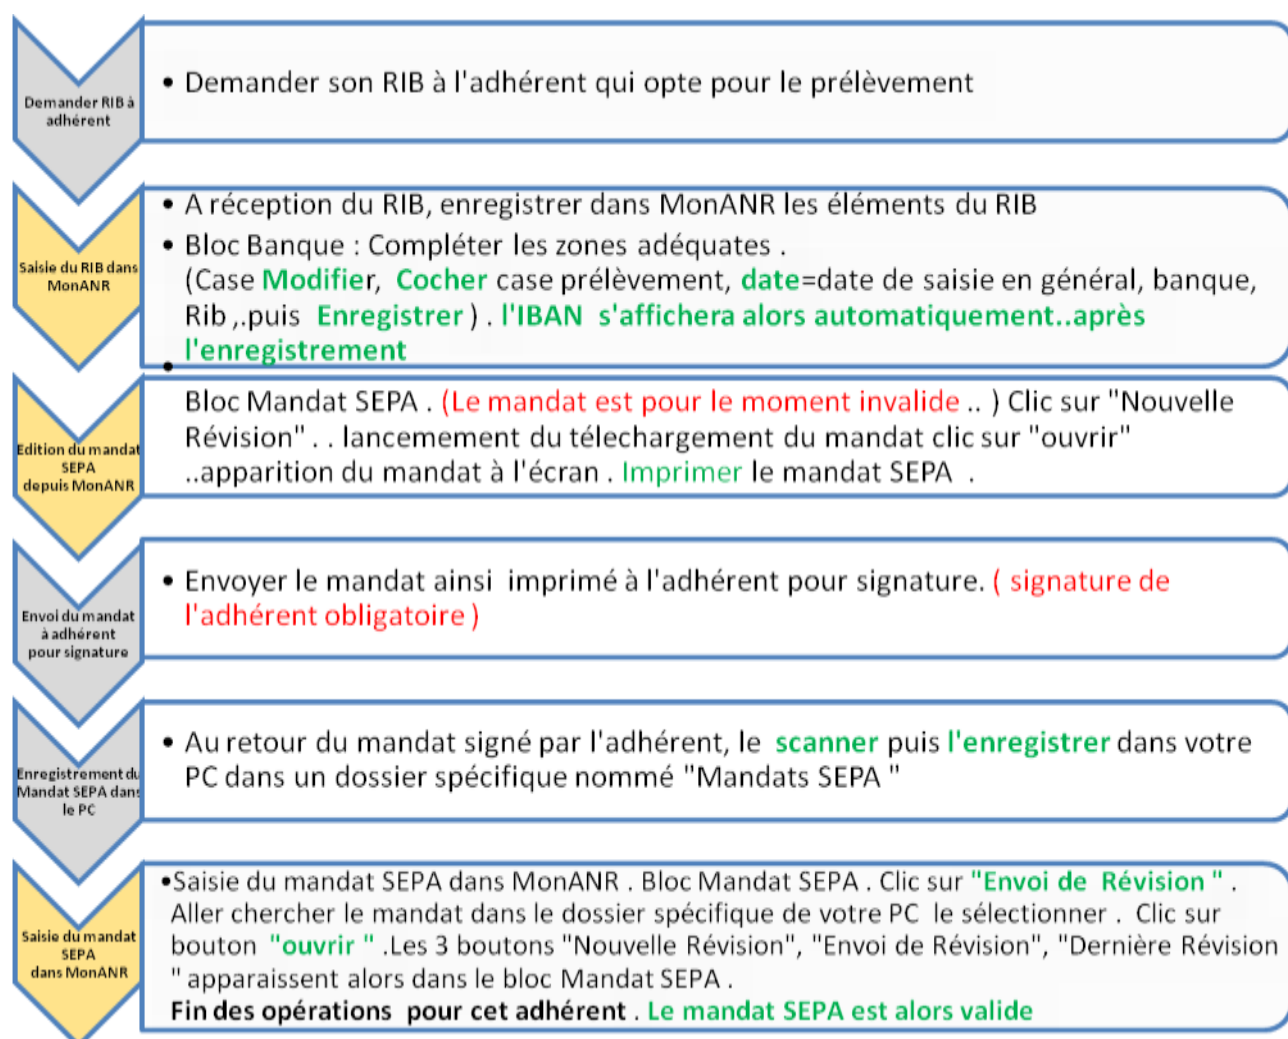 Demander RIB à
adhérent
• Demander son RIB à l'adhérent qui opte pour le prélèvement
Saisie du RIB dans
MonANR
• A réception du RIB, enregistrer dans MonANR les éléments du RIB
• Bloc Banque : Compléter les zones adéquates .
(Case Modifier, Cocher case prélèvement, date=date de saisie en général, banque,
Rib ,.puis Enregistrer ) . l'IBAN s'affichera alors automatiquement..après
l'enregistrement
•
Edition du mandat
SEPA
depuis MonANR
Bloc Mandat SEPA . (Le mandat est pour le moment invalide .. ) Clic sur "Nouvelle
Révision" . . lancemement du télechargement du mandat clic sur "ouvrir"
..apparition du mandat à l'écran . Imprimer le mandat SEPA .
Envoi du mandat
à adhérent
pour signature
• Envoyer le mandat ainsi imprimé à l'adhérent pour signature. ( signature de
l'adhérent obligatoire )
Enregistrement du
Mandat SEPA dans
le PC
• Au retour du mandat signé par l'adhérent, le scanner puis l'enregistrer dans votre
PC dans un dossier spécifique nommé "Mandats SEPA "
Saisie du mandat
SEPA
dans MonANR
•Saisie du mandat SEPA dans MonANR . Bloc Mandat SEPA . Clic sur "Envoi de Révision " .
Aller chercher le mandat dans le dossier spécifique de votre PC le sélectionner . Clic sur
bouton "ouvrir " .Les 3 boutons "Nouvelle Révision", "Envoi de Révision", "Dernière Révision
" apparaissent alors dans le bloc Mandat SEPA .
Fin des opérations pour cet adhérent . Le mandat SEPA est alors valide